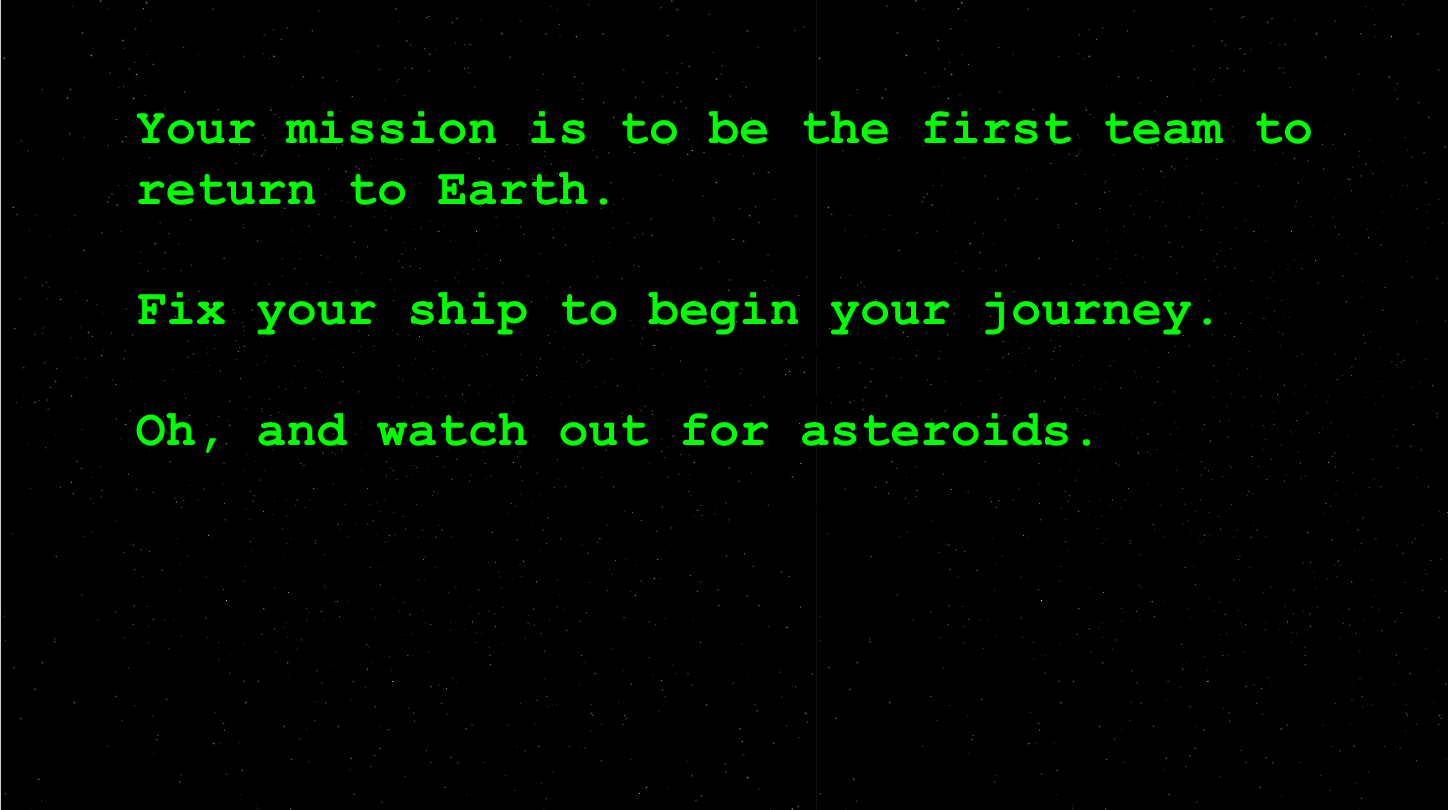 Your mission is to be the first team to
return to Earth.
Fix your ship to begin your journey.
Oh, and watch out for asteroids.